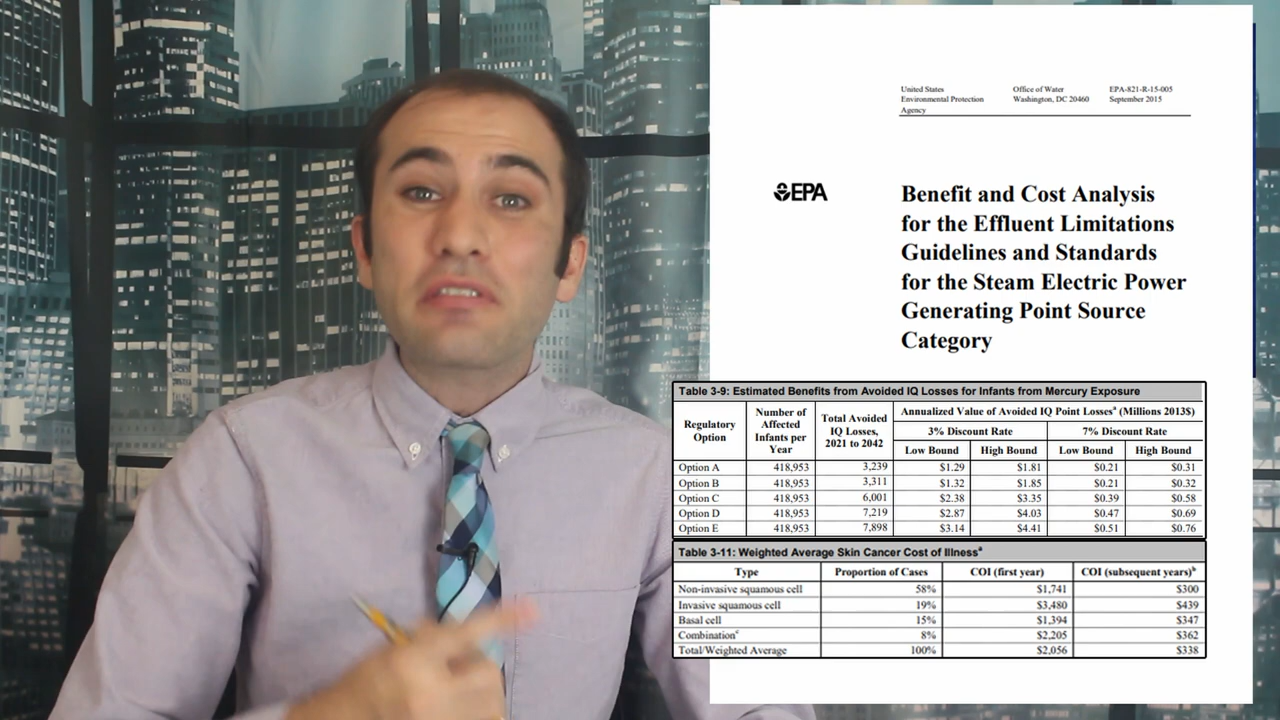 United States
Environmental Protection
Agency
Office of Water
Washington, DC 20460
EPA-821-R-15-005
September 2015
EPA
Benefit and Cost Analysis
for the Effluent Limitations
Guidelines and Standards
for the Steam Electric Power
Generating Point Source
Category
Table 3-9: Estimated Benefits from Avoided IQ Losses for Infants from Mercury Exposure
Regulatory Option Number of Affected Infants per Year Total Avoided IQ Losses, 2021 to 2042 Annualized Value of Avoided IQ Point Losses^a (Millions 2013$)
3% Discount Rate 7% Discount Rate
Low Bound High Bound Low Bound High Bound
Option A 418,953 3,239 $1.29 $1.81 $0.21 $0.31
Option B 418,953 3,311 $1.32 $1.85 $0.21 $0.32
Option C 418,953 6,001 $2.38 $3.35 $0.39 $0.58
Option D 418,953 7,219 $2.87 $4.03 $0.47 $0.69
Option E 418,953 7,898 $3.14 $4.41 $0.51 $0.76
Table 3-11: Weighted Average Skin Cancer Cost of Illness^a
Type Proportion of Cases COI (first year) COI (subsequent years)^b
Non-invasive squamous cell 58% $1,741 $300
Invasive squamous cell 19% $3,480 $439
Basal cell 15% $1,394 $347
Combination^c 8% $2,205 $362
Total/Weighted Average 100% $2,056 $338